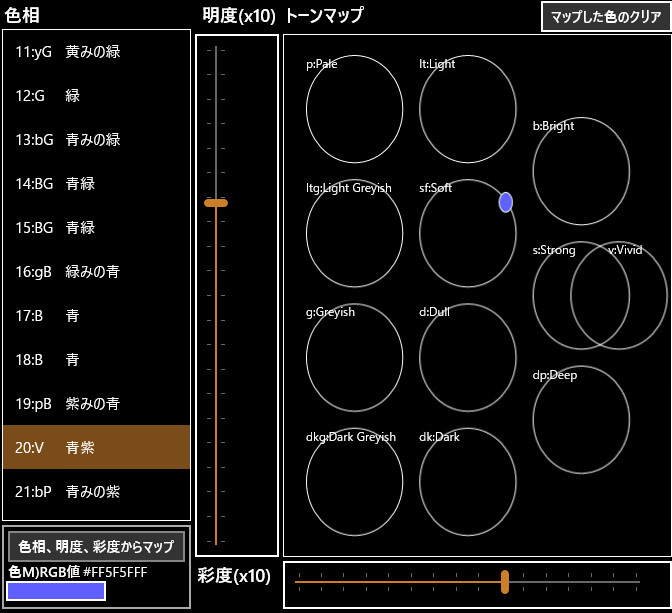 色相
11:yG 黄みの緑
12:G 緑
13:bG 青みの緑
14:BG 青緑
15:BG 青緑
16:gB 緑みの青
17:B 青
18:B 青
19:pB 紫みの青
20:V 青紫
21:bP 青みの紫
色相、明度、彩度からマップ
色M)RGB値 #FF5F5FFF
明度(x10)
トーンマップ
マップした色のクリア
p:Pale
lt:Light
b:Bright
ltg:Light Greyish
sf:Soft
s:Strong
v:Vivid
g:Greyish
d:Dull
dp:Deep
dkg:Dark Greyish
dk:Dark
彩度(x10)